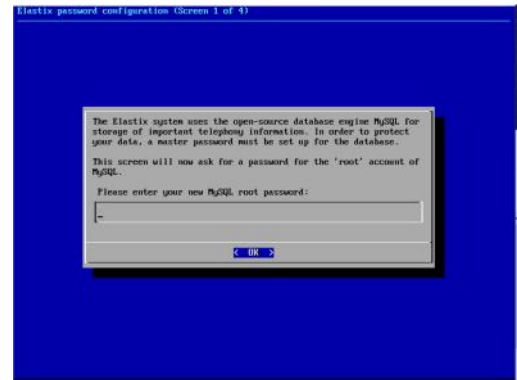 Elastix password configuration (Screen 1 of 4)
The Elastix system uses the open-source database engine MySQL for
storage of important telephony information. In order to protect
your data, a master password must be set up for the database.
This screen will now ask for a password for the 'root' account of
MySQL.
Please enter your new MySQL root password:
< OK >